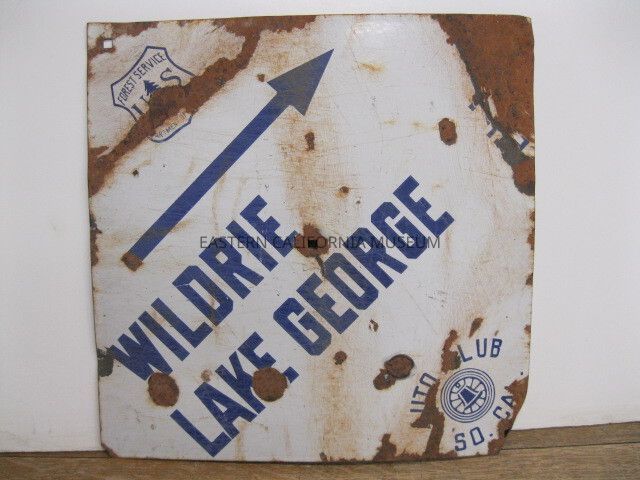 FOREST SERVICE
U S
WILDRIE
LAKE GEORGE
EASTERN CALIFORNIA MUSEUM
UTO CLUB
SO. CA